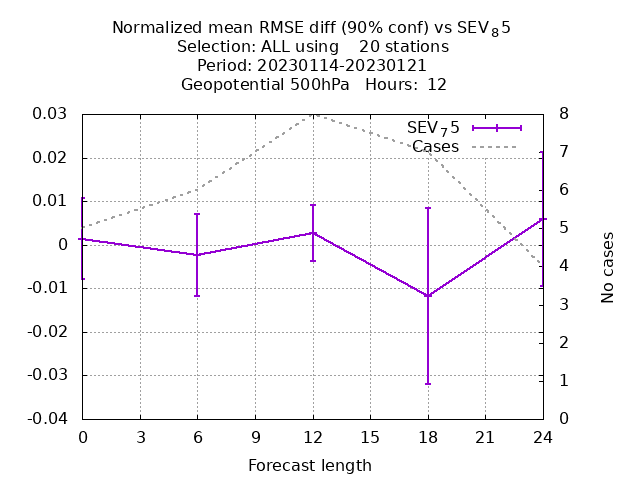 Normalized mean RMSE diff (90% conf) vs SEV₈5
Selection: ALL using    20 stations
Period: 20230114-20230121
Geopotential 500hPa   Hours:  12
SEV₇5
Cases
0.03
0.02
0.01
0
-0.01
-0.02
-0.03
-0.04
8
7
6
5
4
3
2
1
0
No cases
0 3 6 9 12 15 18 21 24
Forecast length